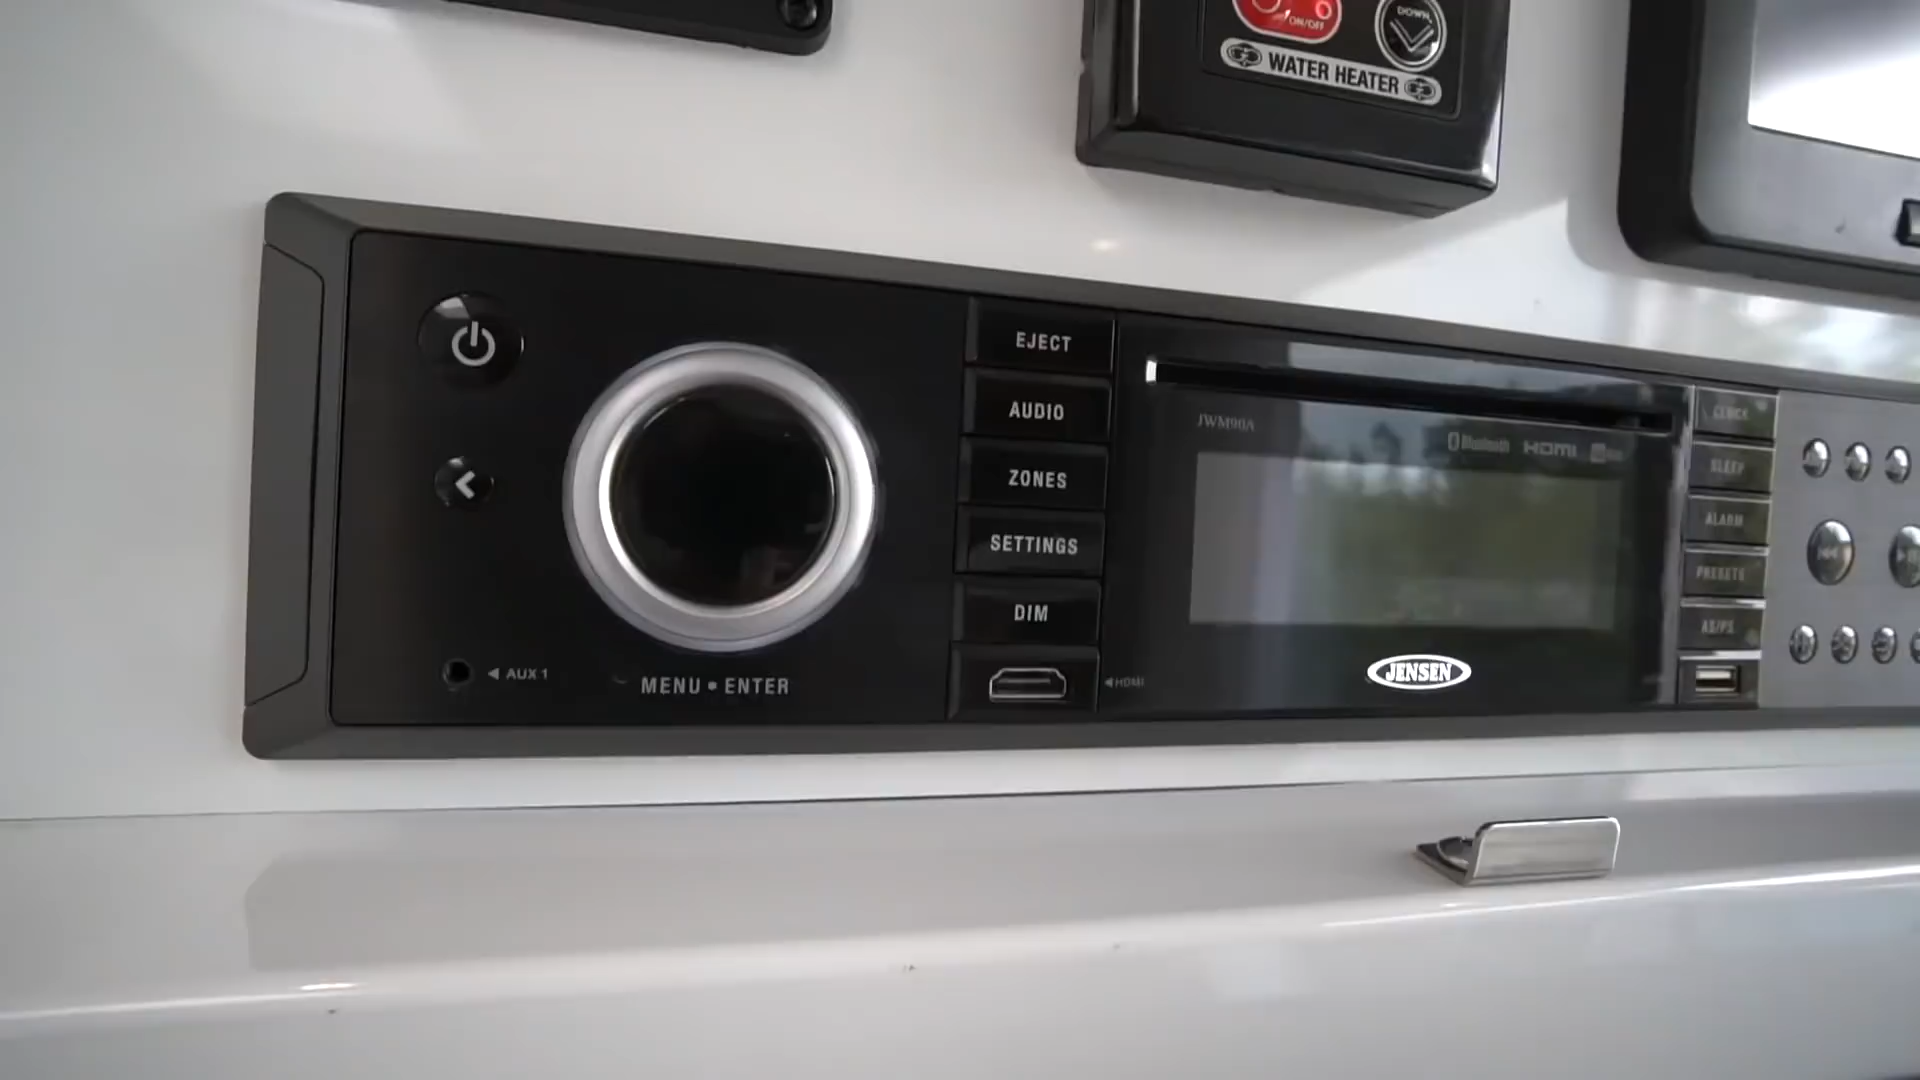 DOWN
ON/OFF
WATER HEATER
EJECT
AUDIO
ZONES
SETTINGS
DIM
◀ AUX 1
MENU • ENTER
◀ HDMI
JWM90A
Bluetooth
HDMI
JENSEN
CLOCK
SLEEP
ALARM
PRESETS
AS/PS